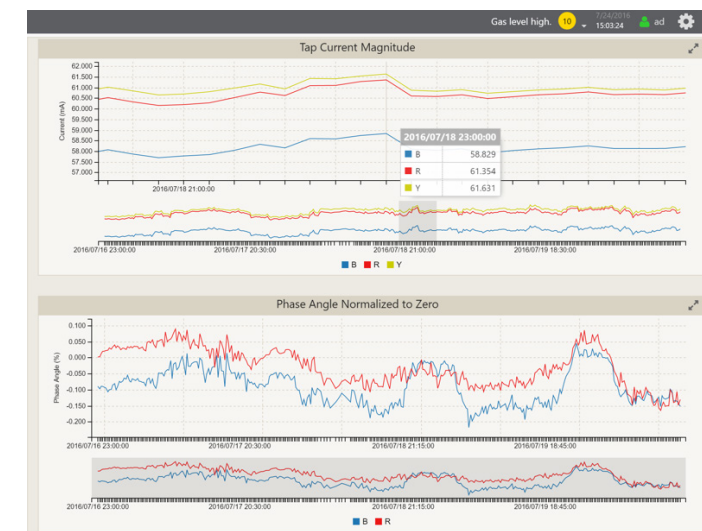 Gas level high. 10 7/24/2016 15:03:24 ad
Tap Current Magnitude
62.000
61.500
61.000
60.500
60.000
59.500
59.000
58.500
58.000
57.500
57.000
Current (mA)
2016/07/18 21:00:00
2016/07/18 23:00:00
B 58.829
R 61.354
Y 61.631
2016/07/16 23:00:00 2016/07/17 20:30:00 2016/07/18 21:00:00 2016/07/19 18:30:00
B R Y
Phase Angle Normalized to Zero
0.100
0.050
0.000
-0.050
-0.100
-0.150
-0.200
Phase Angle (%)
2016/07/16 23:00:00 2016/07/17 20:30:00 2016/07/18 21:15:00 2016/07/19 18:45:00
2016/07/16 23:00:00 2016/07/17 20:30:00 2016/07/18 21:15:00 2016/07/19 18:45:00
B R